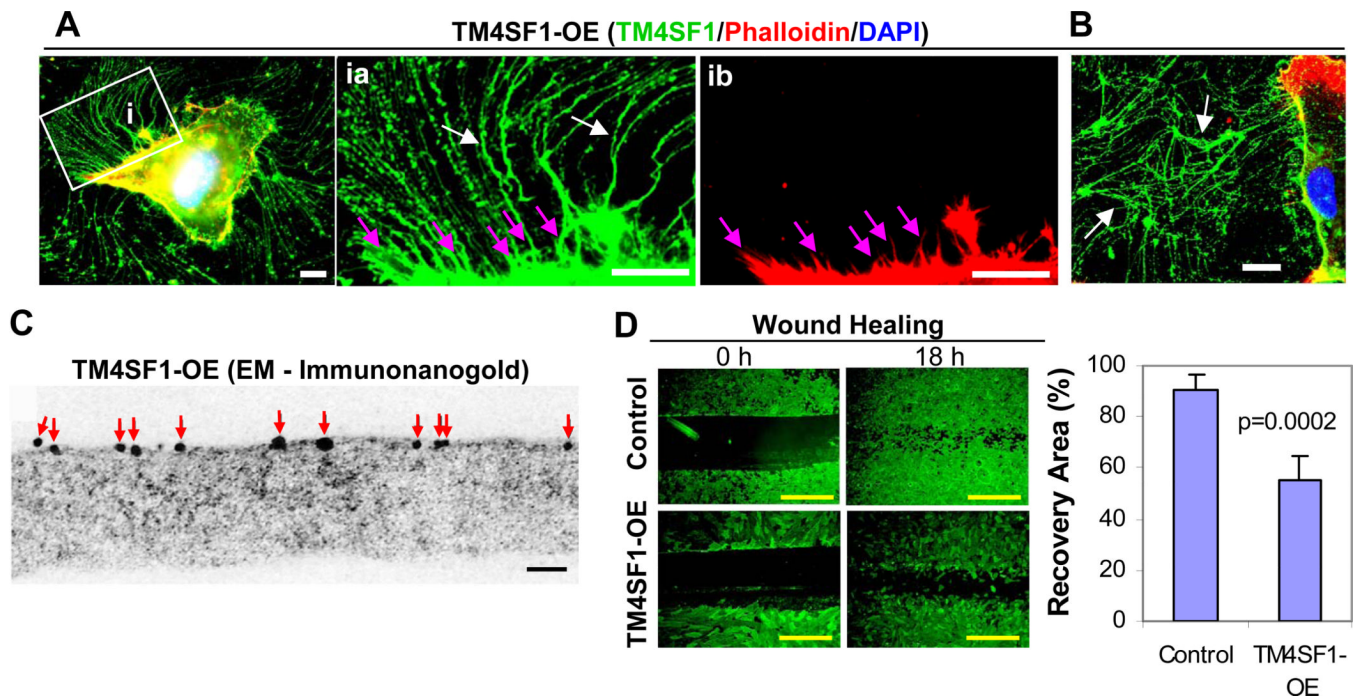 A
TM4SF1-OE (TM4SF1/Phalloidin/DAPI)
B
i
ia
ib
C
TM4SF1-OE (EM - Immunonanogold)
D
Wound Healing
0 h
18 h
Control
TM4SF1-OE
Recovery Area (%)
100
80
60
40
20
0
p=0.0002
Control
TM4SF1-
OE